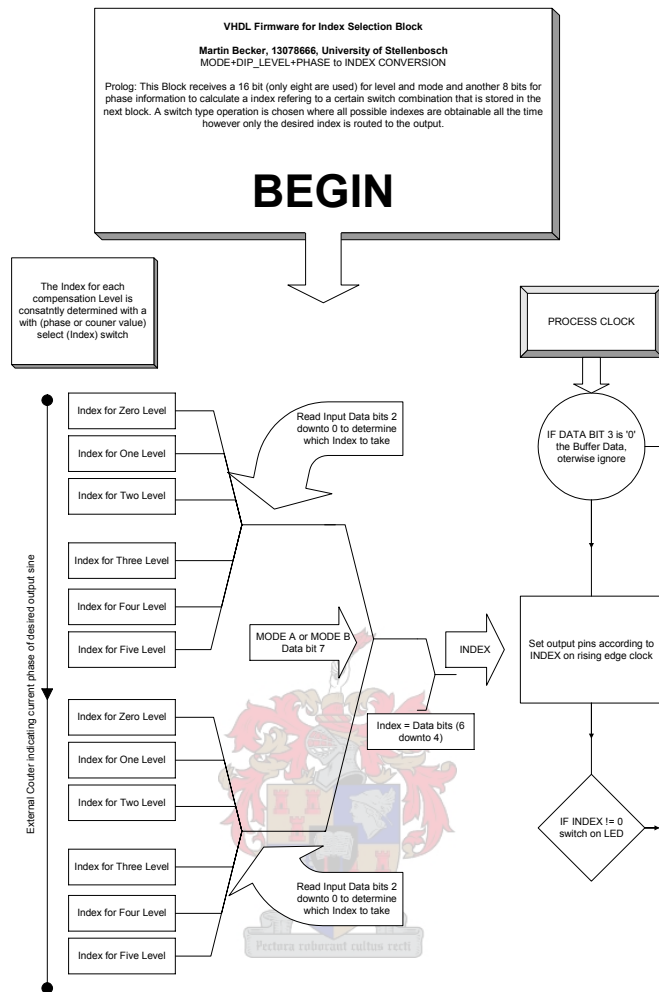 VHDL Firmware for Index Selection Block
Martin Becker, 13078666, University of Stellenbosch
MODE+DIP_LEVEL+PHASE to INDEX CONVERSION
Prolog: This Block receives a 16 bit (only eight are used) for level and mode and another 8 bits for
phase information to calculate a index refering to a certain switch combination that is stored in the
next block. A switch type operation is chosen where all possible indexes are obtainable all the time
however only the desired index is routed to the output.
BEGIN
The Index for each
compensation Level is
consatntly determined with a
with (phase or couner value)
select (Index) switch
PROCESS CLOCK
External Couter indicating current phase of desired output sine
Index for Zero Level
Index for One Level
Index for Two Level
Index for Three Level
Index for Four Level
Index for Five Level
Read Input Data bits 2
downto 0 to determine
which Index to take
IF DATA BIT 3 is '0'
the Buffer Data,
oterwise ignore
MODE A or MODE B
Data bit 7
INDEX
Set output pins according to
INDEX on rising edge clock
Index = Data bits (6
downto 4)
Index for Zero Level
Index for One Level
Index for Two Level
Index for Three Level
Index for Four Level
Index for Five Level
IF INDEX != 0
switch on LED
Read Input Data bits 2
downto 0 to determine
which Index to take
Pectora roborant cultus recti